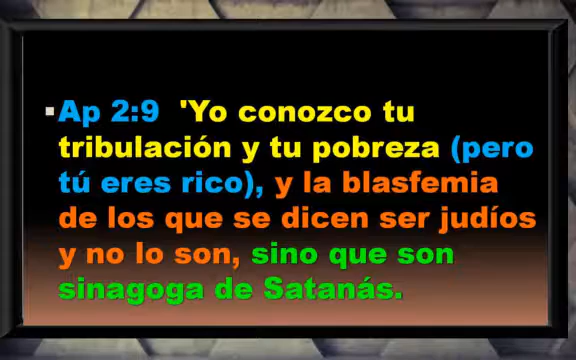 ▪Ap 2:9 'Yo conozco tu
tribulación y tu pobreza (pero
tú eres rico), y la blasfemia
de los que se dicen ser judíos
y no lo son, sino que son
sinagoga de Satanás.